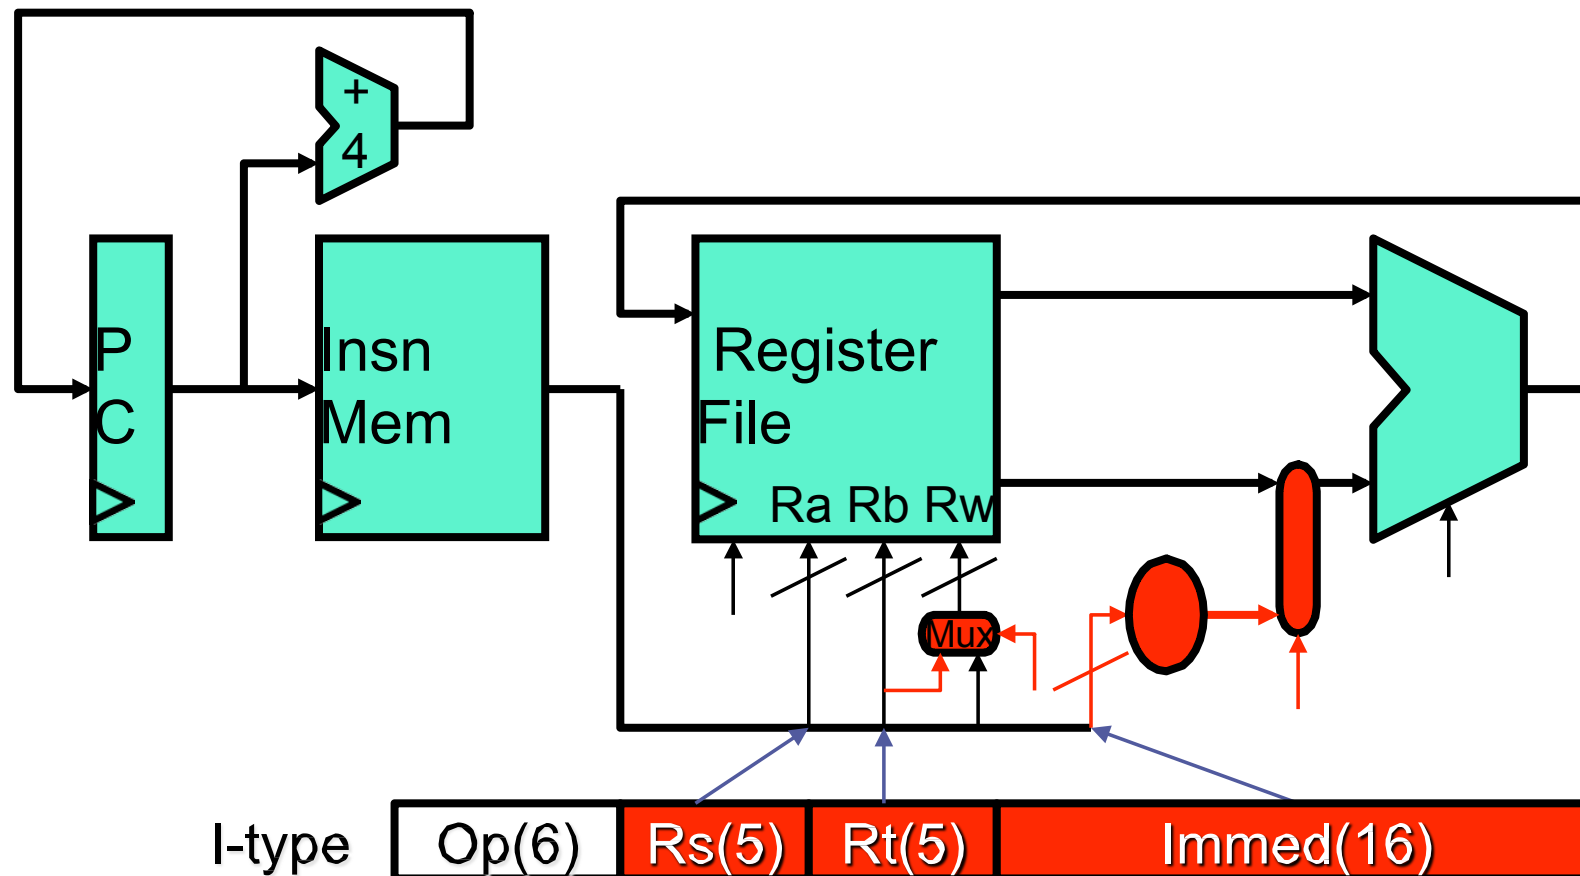 +
4
P
C
Insn
Mem
Register
File
Ra Rb Rw
Mux
I-type Op(6) Rs(5) Rt(5) Immed(16)